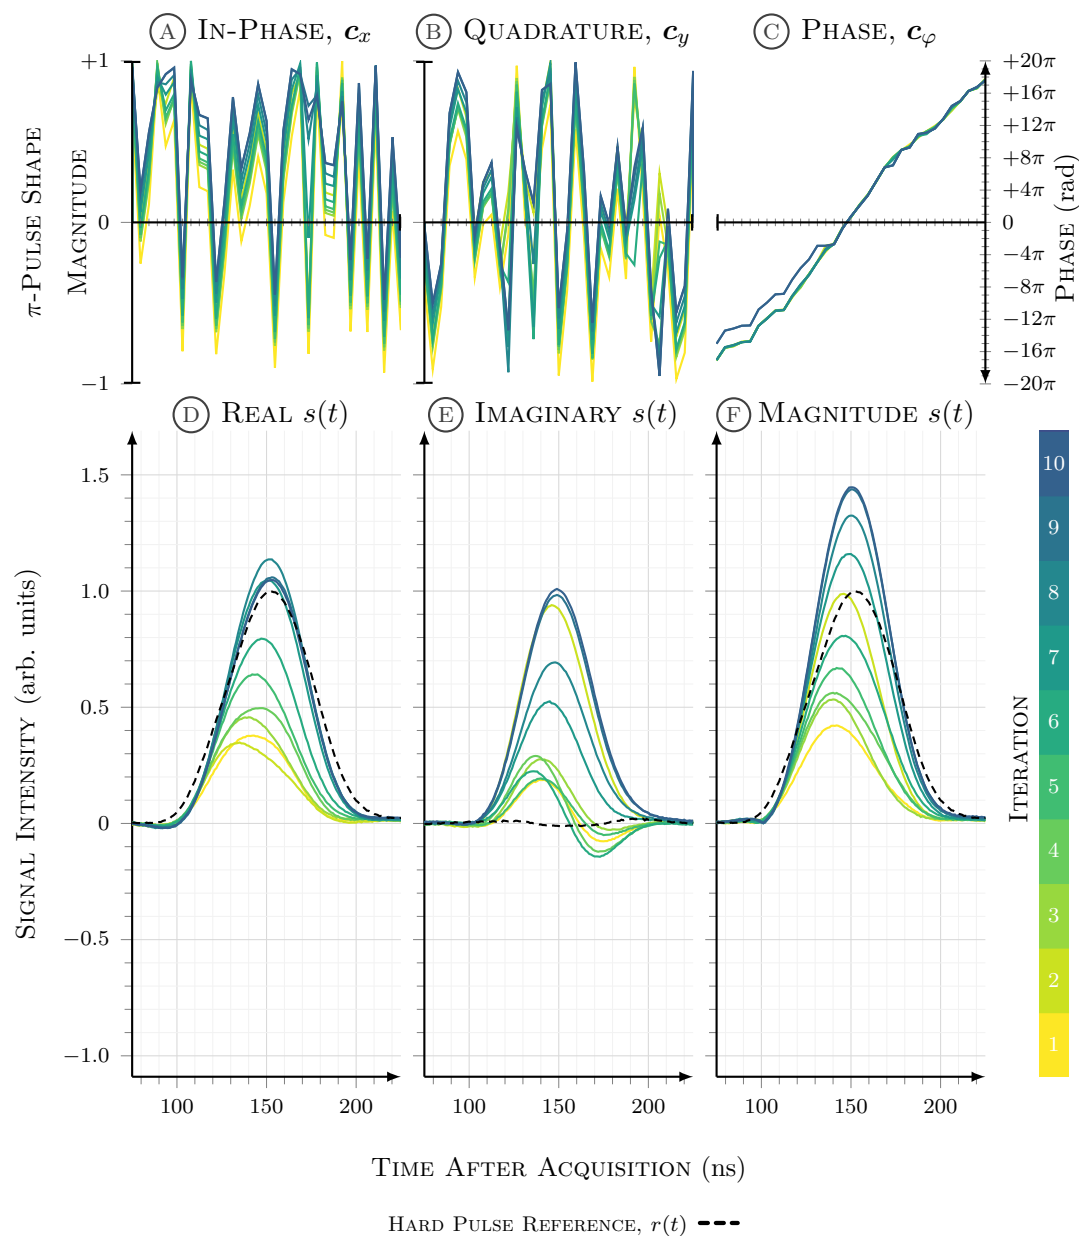 A IN-PHASE, cₓ B QUADRATURE, c_y C PHASE, c_φ
+1 +20π
+16π
+12π
+8π
+4π
0 0
−4π
−8π
−12π
−16π
−1 −20π
π-PULSE SHAPE
MAGNITUDE
PHASE (rad)
D REAL s(t) E IMAGINARY s(t) F MAGNITUDE s(t)
1.5
1.0
0.5
0
−0.5
−1.0
SIGNAL INTENSITY (arb. units)
10
9
8
7
6
5
4
3
2
1
ITERATION
100 150 200 100 150 200 100 150 200
TIME AFTER ACQUISITION (ns)
HARD PULSE REFERENCE, r(t)